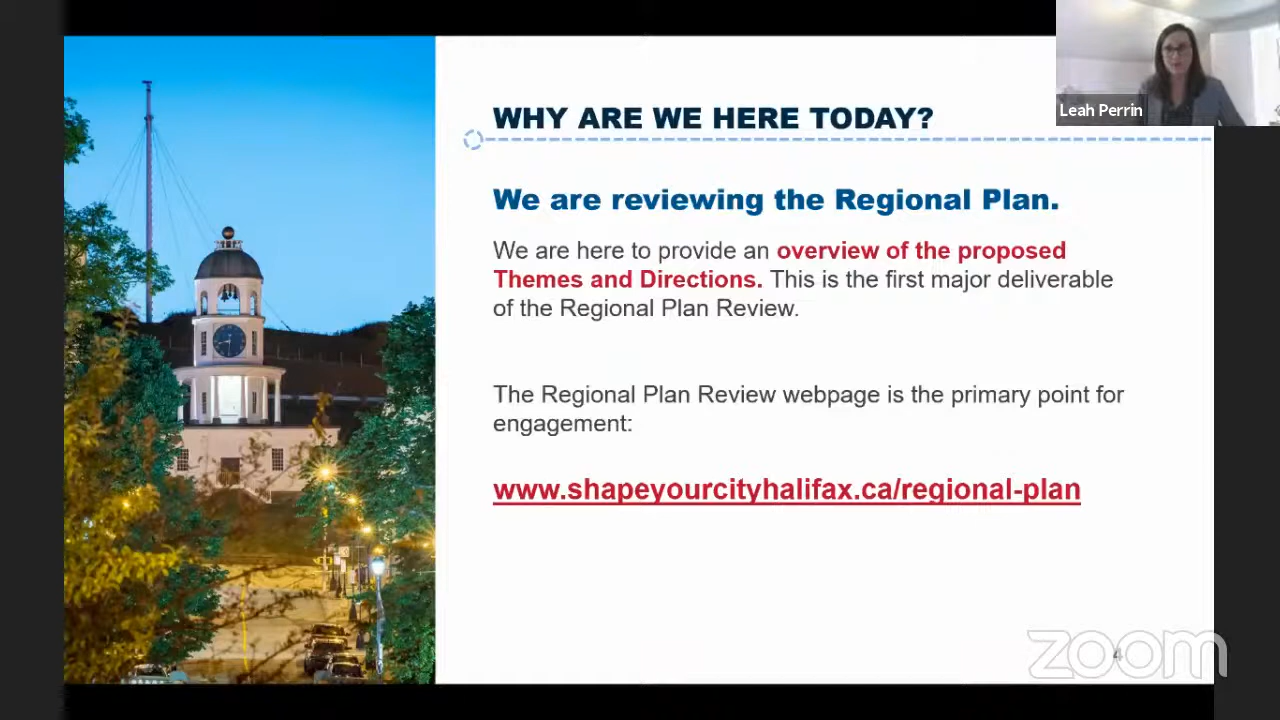 Leah Perrin
WHY ARE WE HERE TODAY?
We are reviewing the Regional Plan.
We are here to provide an overview of the proposed
Themes and Directions. This is the first major deliverable
of the Regional Plan Review.
The Regional Plan Review webpage is the primary point for
engagement:
www.shapeyourcityhalifax.ca/regional-plan
4
zoom